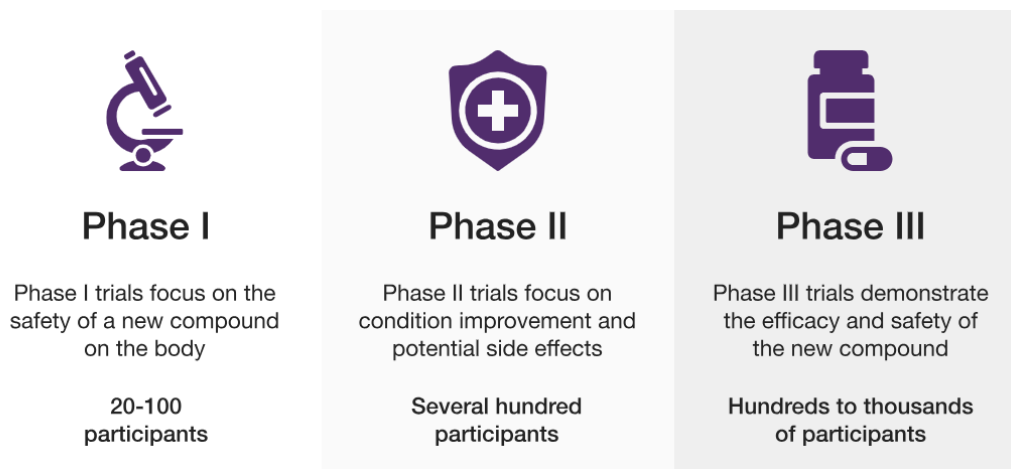 Phase I
Phase I trials focus on the
safety of a new compound
on the body
20-100
participants
Phase II
Phase II trials focus on
condition improvement and
potential side effects
Several hundred
participants
Phase III
Phase III trials demonstrate
the efficacy and safety of
the new compound
Hundreds to thousands
of participants